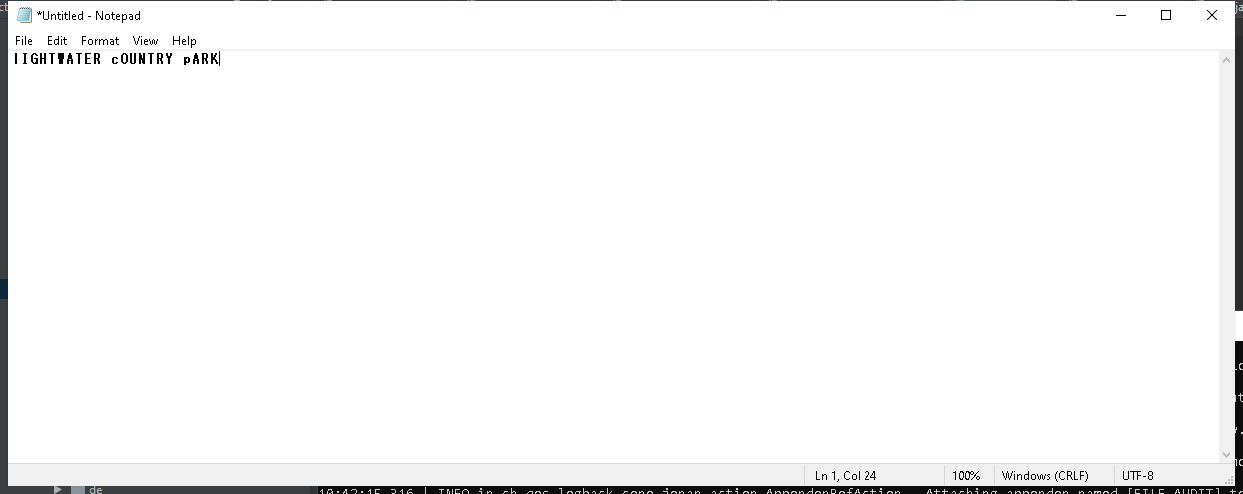 *Untitled - Notepad
File Edit Format View Help
lIGHTWATER cOUNTRY pARK
Ln 1, Col 24 100% Windows (CRLF) UTF-8
de
10:42:15,316 | INFO in ch.qos.logback.core.joran.action.AppenderRefAction - Attaching appender named [FILE_AUDIT] t